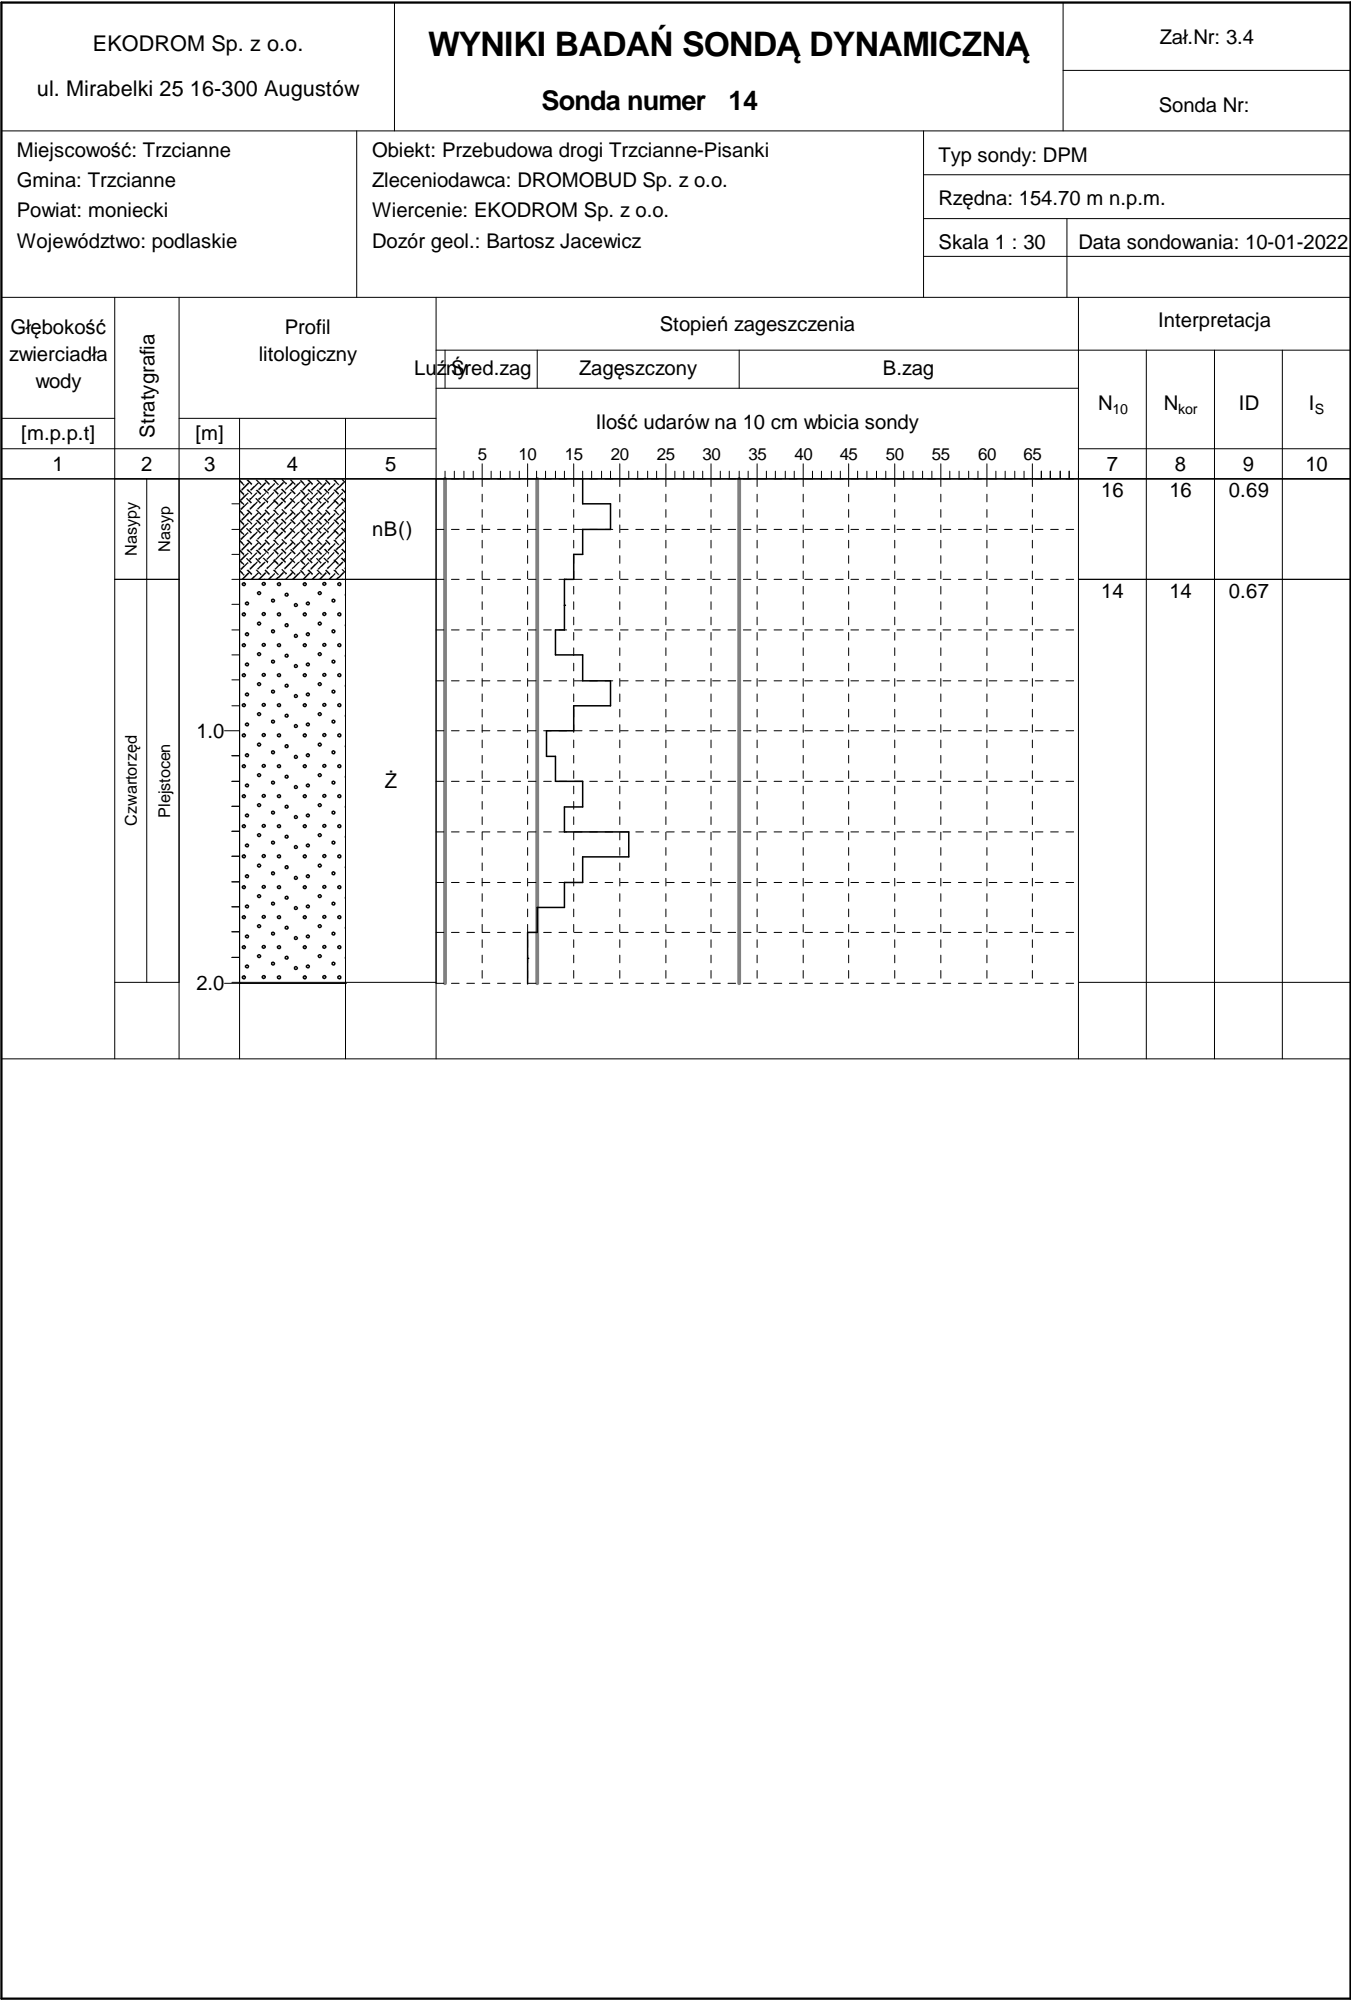 EKODROM Sp. z o.o.
ul. Mirabelki 25 16-300 Augustów
WYNIKI BADAŃ SONDĄ DYNAMICZNĄ
Sonda numer 14
Zał.Nr: 3.4
Sonda Nr:
Miejscowość: Trzcianne
Gmina: Trzcianne
Powiat: moniecki
Województwo: podlaskie
Obiekt: Przebudowa drogi Trzcianne-Pisanki
Zleceniodawca: DROMOBUD Sp. z o.o.
Wiercenie: EKODROM Sp. z o.o.
Dozór geol.: Bartosz Jacewicz
Typ sondy: DPM
Rzędna: 154.70 m n.p.m.
Skala 1 : 30
Data sondowania: 10-01-2022
Głębokość
zwierciadła
wody
[m.p.p.t]
Stratygrafia
Profil
litologiczny
[m]
Stopień zageszczenia
Luźny Śred.zag Zagęszczony B.zag
Ilość udarów na 10 cm wbicia sondy
5 10 15 20 25 30 35 40 45 50 55 60 65
Interpretacja
N10 Nkor ID IS
1 2 3 4 5 7 8 9 10
Nasypy
Nasyp
nB()
16 16 0.69
Czwartorzęd
Plejstocen
1.0
2.0
Ż
14 14 0.67